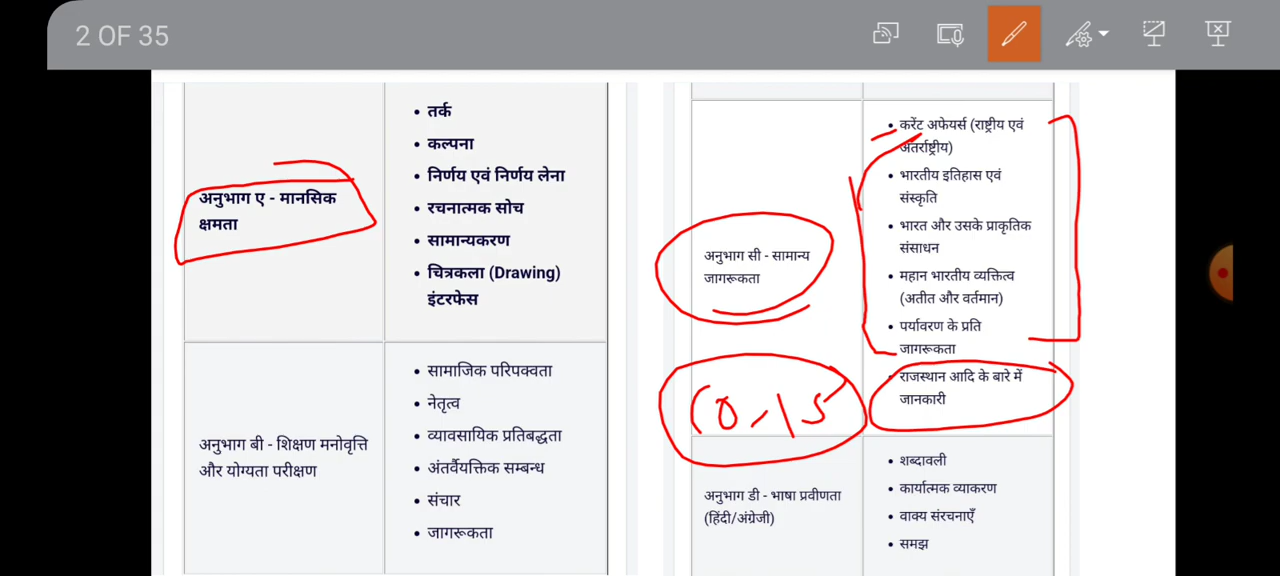 2 OF 35
अनुभाग ए - मानसिक
क्षमता
• तर्क
• कल्पना
• निर्णय एवं निर्णय लेना
• रचनात्मक सोच
• सामान्यकरण
• चित्रकला (Drawing)
इंटरफेस
अनुभाग बी - शिक्षण मनोवृत्ति
और योग्यता परीक्षण
• सामाजिक परिपक्वता
• नेतृत्व
• व्यावसायिक प्रतिबद्धता
• अंतर्वैयक्तिक सम्बन्ध
• संचार
• जागरूकता
अनुभाग सी - सामान्य
जागरूकता
10-15
• करेंट अफेयर्स (राष्ट्रीय एवं
अंतर्राष्ट्रीय)
• भारतीय इतिहास एवं
संस्कृति
• भारत और उसके प्राकृतिक
संसाधन
• महान भारतीय व्यक्तित्व
(अतीत और वर्तमान)
• पर्यावरण के प्रति
जागरूकता
• राजस्थान आदि के बारे में
जानकारी
अनुभाग डी - भाषा प्रवीणता
(हिंदी/अंग्रेजी)
• शब्दावली
• कार्यात्मक व्याकरण
• वाक्य संरचनाएँ
• समझ